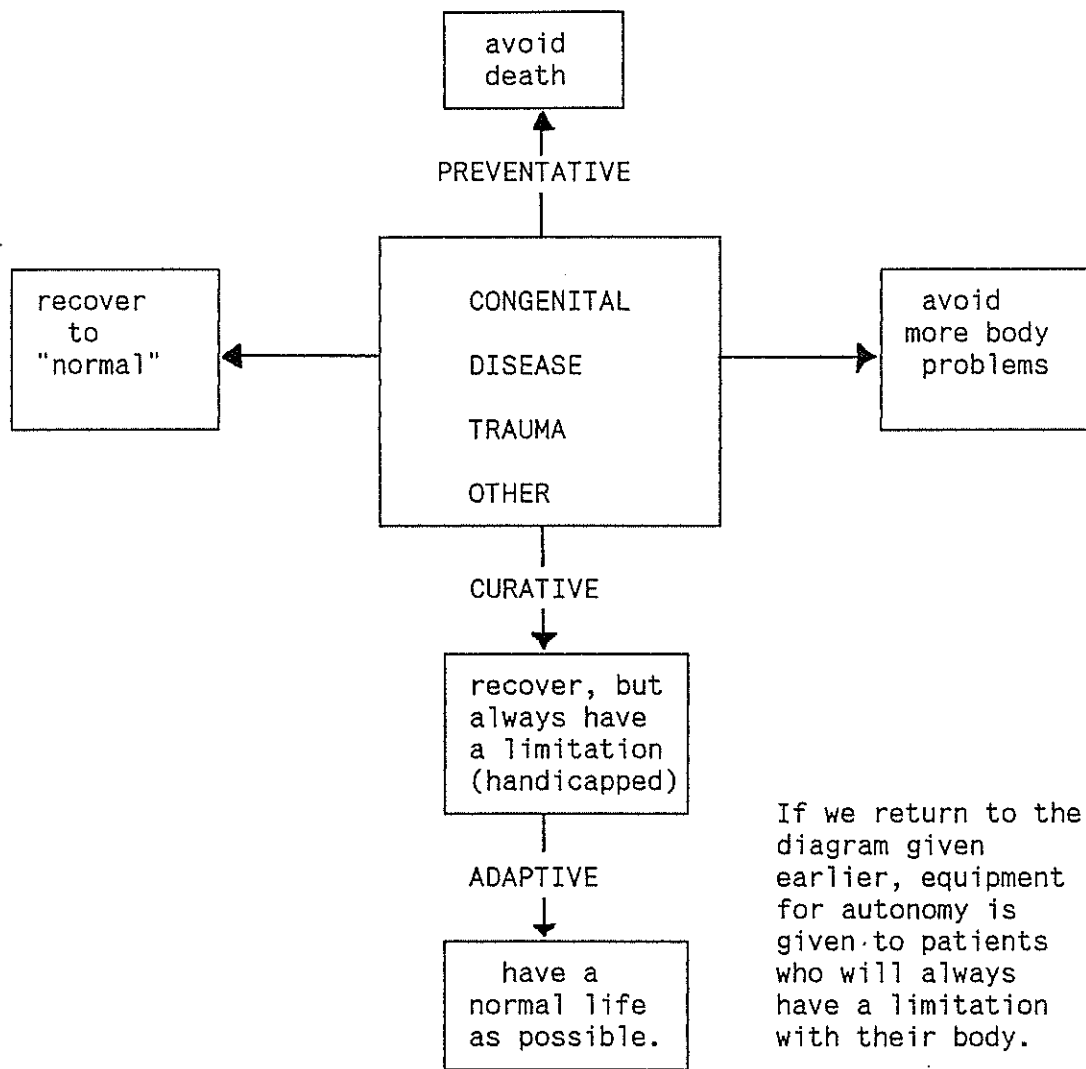 avoid
death
PREVENTATIVE
recover
to
"normal"
CONGENITAL
DISEASE
TRAUMA
OTHER
avoid
more body
problems
CURATIVE
recover, but
always have
a limitation
(handicapped)
ADAPTIVE
have a
normal life
as possible.
If we return to the
diagram given
earlier, equipment
for autonomy is
given to patients
who will always
have a limitation
with their body.